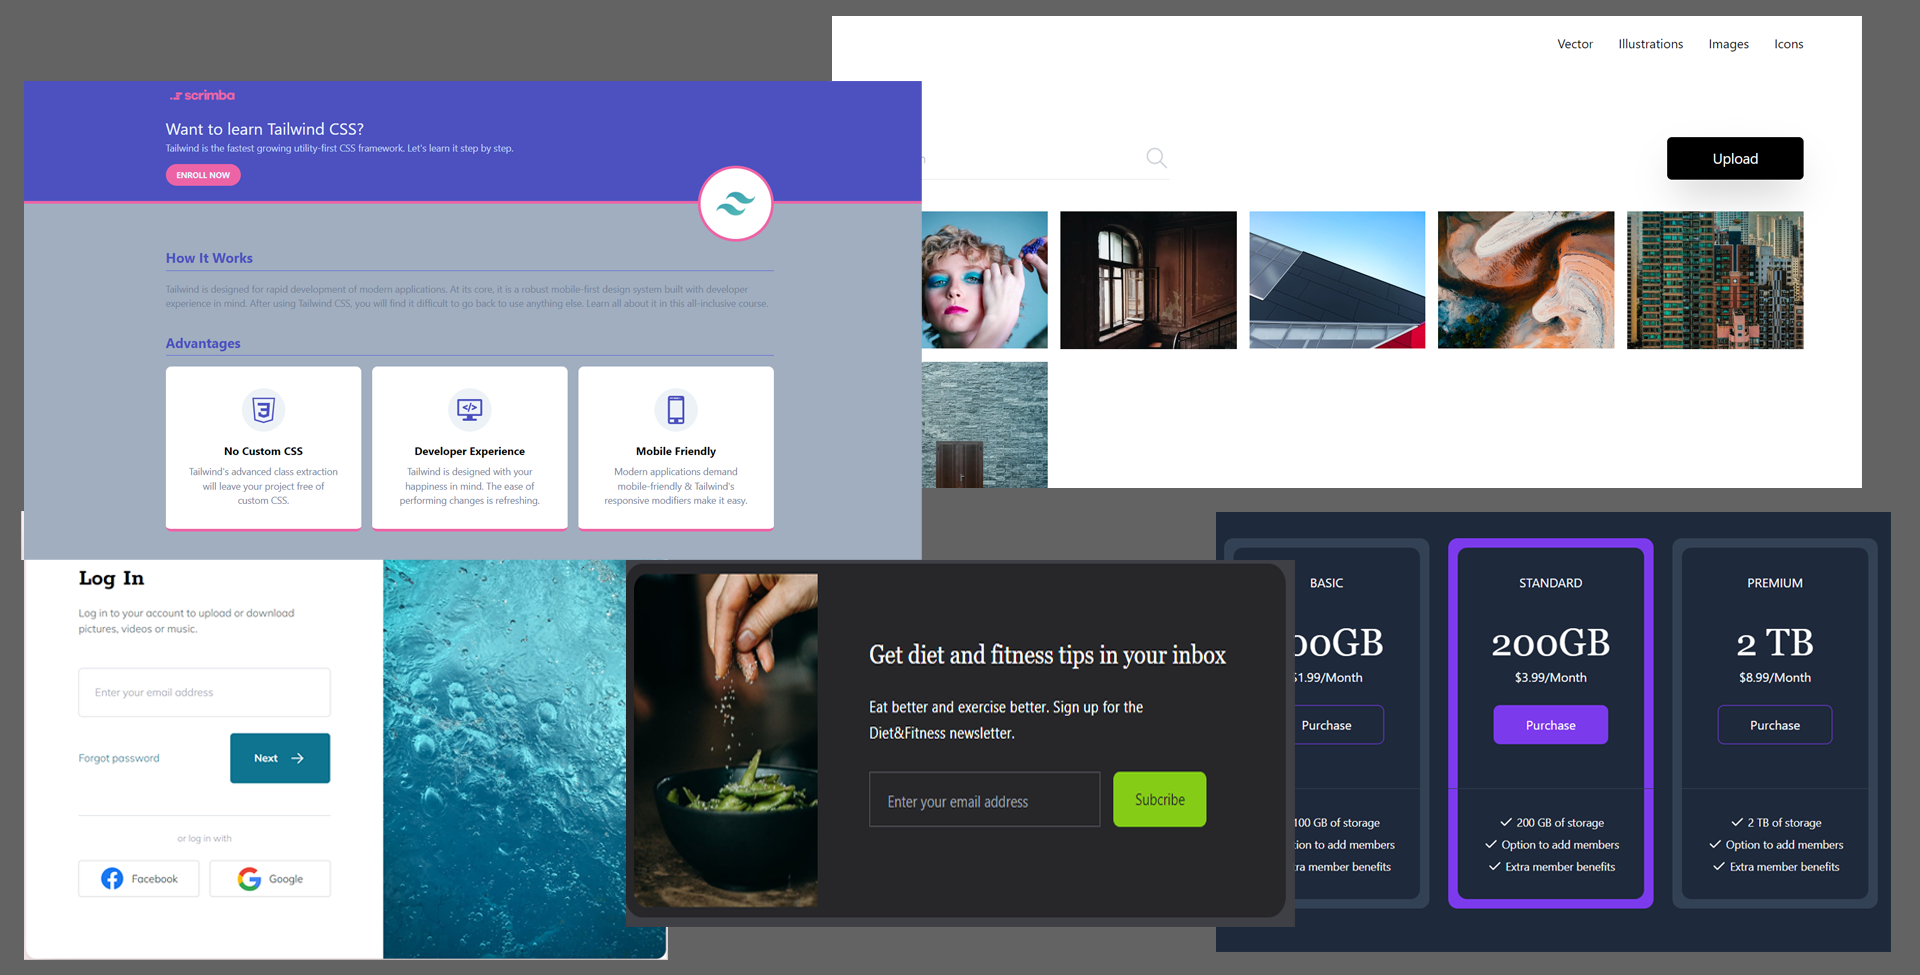 scrimba
Want to learn Tailwind CSS?
Tailwind is the fastest growing utility-first CSS framework. Let's learn it step by step.
ENROLL NOW
How It Works
Tailwind is designed for rapid development of modern applications. At its core, it is a robust mobile-first design system built with developer
experience in mind. After using Tailwind CSS, you will find it difficult to go back to use anything else. Learn all about it in this all-inclusive course.
Advantages
No Custom CSS
Tailwind's advanced class extraction
will leave your project free of
custom CSS.
Developer Experience
Tailwind is designed with your
happiness in mind. The ease of
performing changes is refreshing.
Mobile Friendly
Modern applications demand
mobile-friendly & Tailwind's
responsive modifiers make it easy.
Vector Illustrations Images Icons
Upload
Log In
Log in to your account to upload or download
pictures, videos or music.
Enter your email address
Forgot password
Next
or log in with
Facebook
Google
Get diet and fitness tips in your inbox
Eat better and exercise better. Sign up for the
Diet&Fitness newsletter.
Enter your email address
Subcribe
BASIC
00GB
$1.99/Month
Purchase
100 GB of storage
to add members
member benefits
STANDARD
200GB
$3.99/Month
Purchase
200 GB of storage
Option to add members
Extra member benefits
PREMIUM
2 TB
$8.99/Month
Purchase
2 TB of storage
Option to add members
Extra member benefits